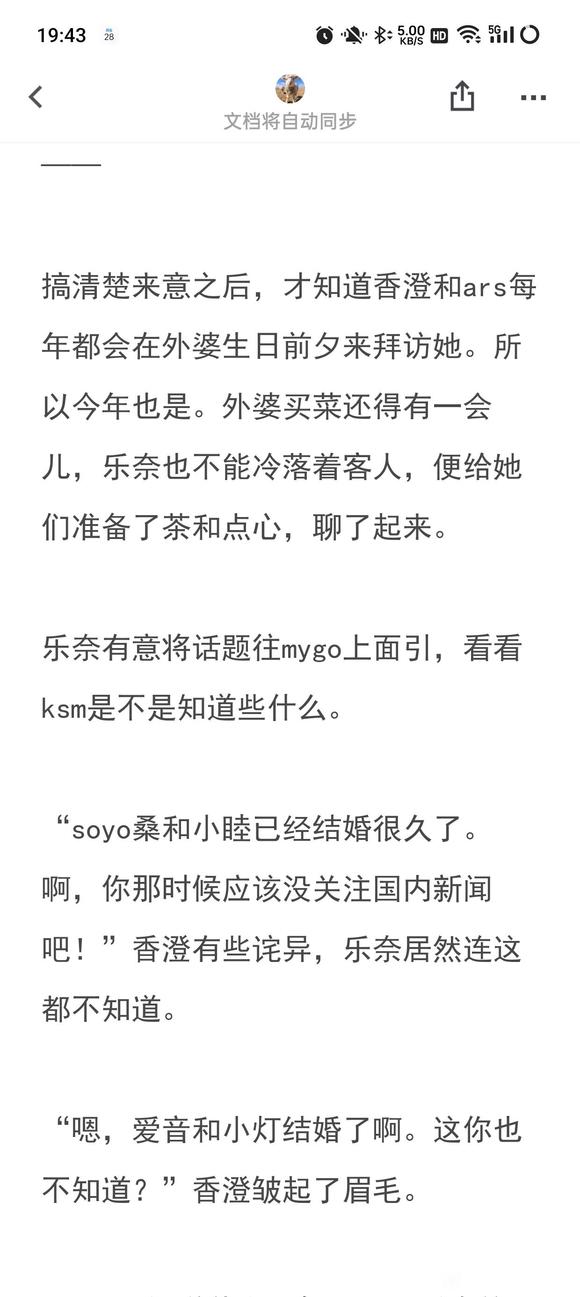 19:43
28
5.00
KB/S
HD
5G
文档将自动同步
搞清楚来意之后，才知道香澄和ars每
年都会在外婆生日前夕来拜访她。所
以今年也是。外婆买菜还得有一会
儿，乐奈也不能冷落着客人，便给她
们准备了茶和点心，聊了起来。
乐奈有意将话题往mygo上面引，看看
ksm是不是知道些什么。
“soyo桑和小睦已经结婚很久了。
啊，你那时候应该没关注国内新闻
吧！”香澄有些诧异，乐奈居然连这
都不知道。
“嗯，爱音和小灯结婚了啊。这你也
不知道？”香澄皱起了眉毛。